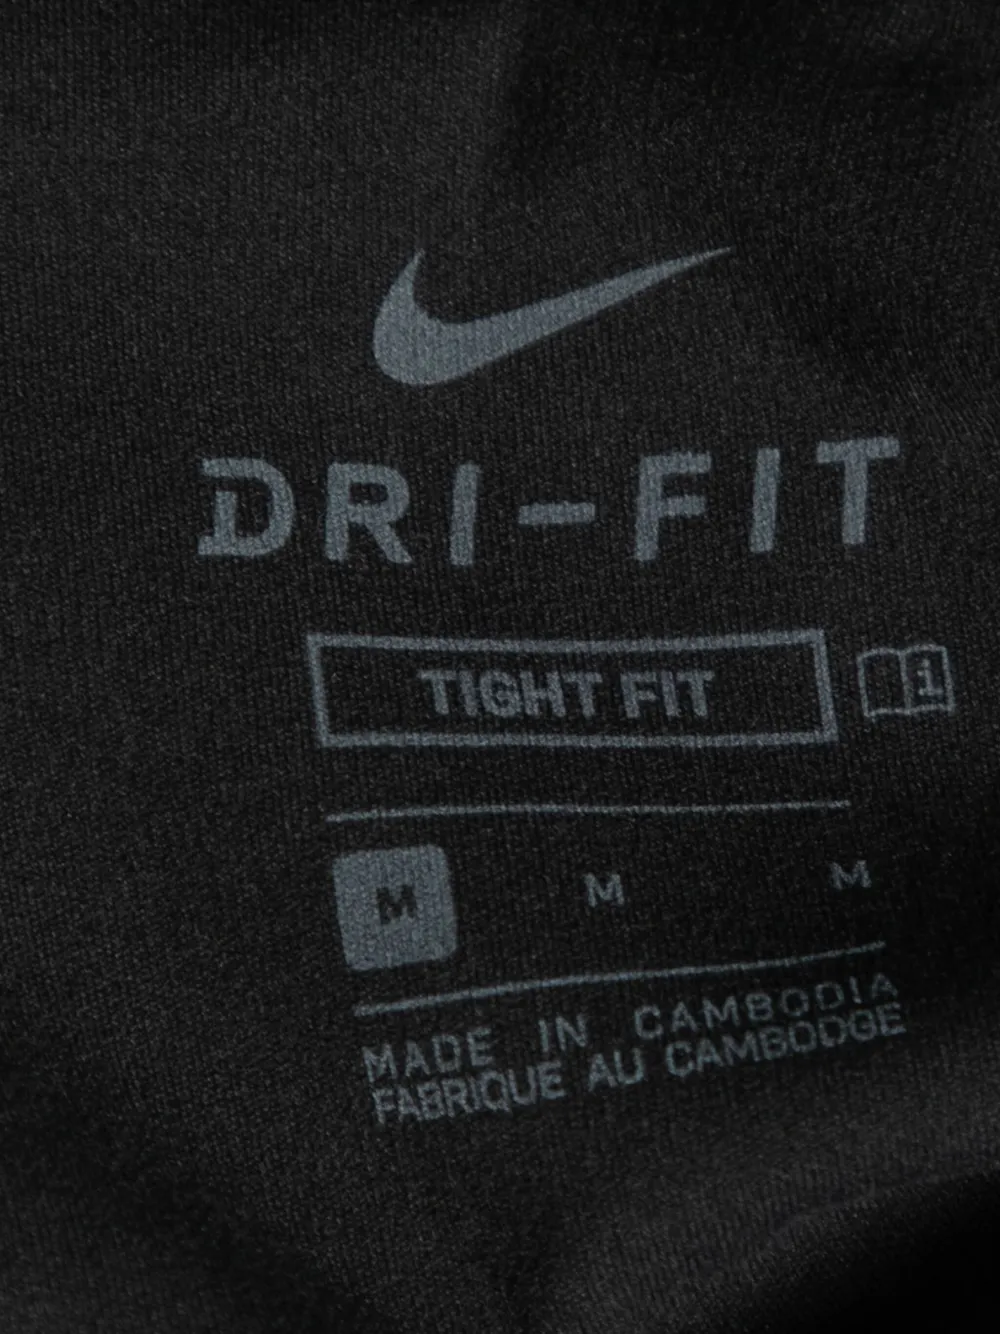 DRI-FIT
TIGHT FIT i
M M M
MADE IN CAMBODIA
FABRIQUE AU CAMBODGE